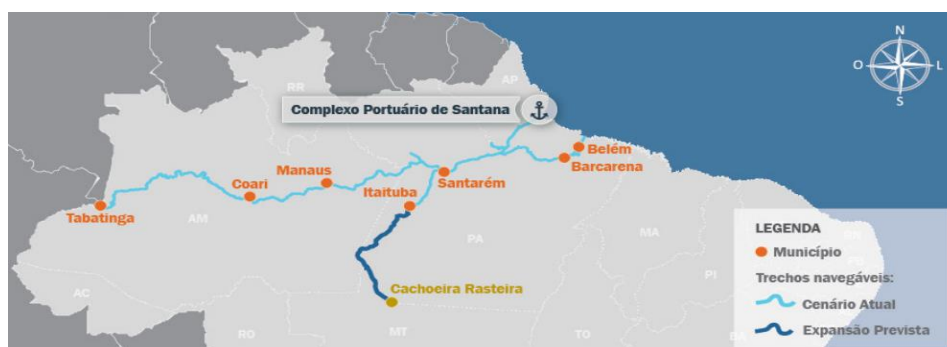 N
O
L
S
RR
AP
Complexo Portuário de Santana
Belém
Barcarena
Manaus
Santarém
Coari
Itaituba
Tabatinga
AM
PA
MA
PI
Cachoeira Rasteira
AC
RO
MT
TO
LEGENDA
Município
Trechos navegáveis:
Cenário Atual
Expansão Prevista